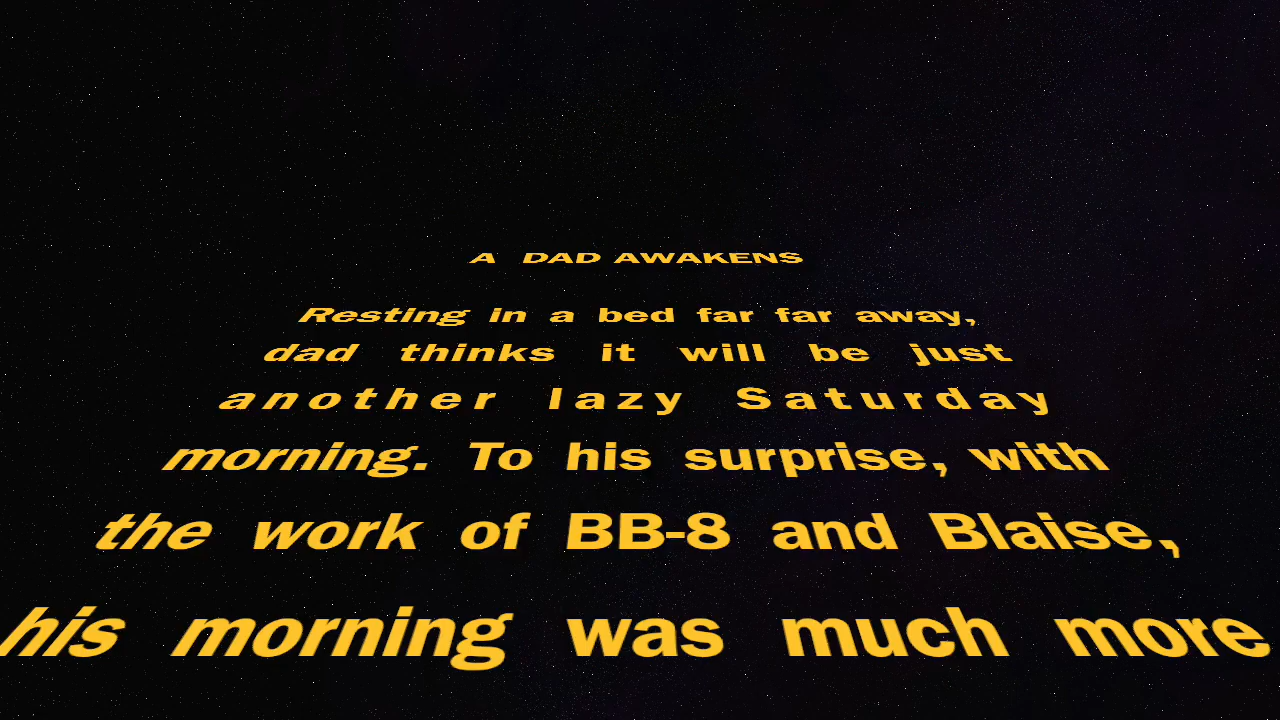 A DAD AWAKENS
Resting in a bed far far away,
dad thinks it will be just
another lazy Saturday
morning. To his surprise, with
the work of BB-8 and Blaise,
his morning was much more